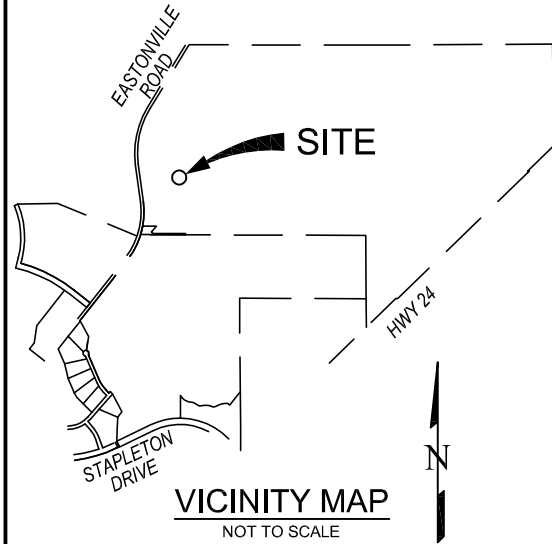 EASTONVILLE
ROAD
SITE
HWY 24
STAPLETON
DRIVE
N
VICINITY MAP
NOT TO SCALE